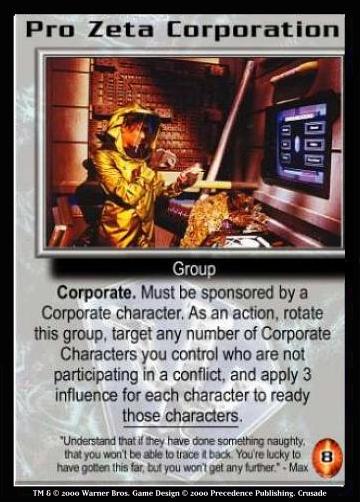 Pro Zeta Corporation
Group
Corporate. Must be sponsored by a
Corporate character. As an action, rotate
this group, target any number of Corporate
Characters you control who are not
participating in a conflict, and apply 3
influence for each character to ready
those characters.
"Understand that if they have done something naughty,
that you won't be able to trace it back. You're lucky to
have gotten this far, but you won't get any further." - Max
8
TM & © 2000 Warner Bros. Game Design © 2000 Precedence Publishing. Crusade